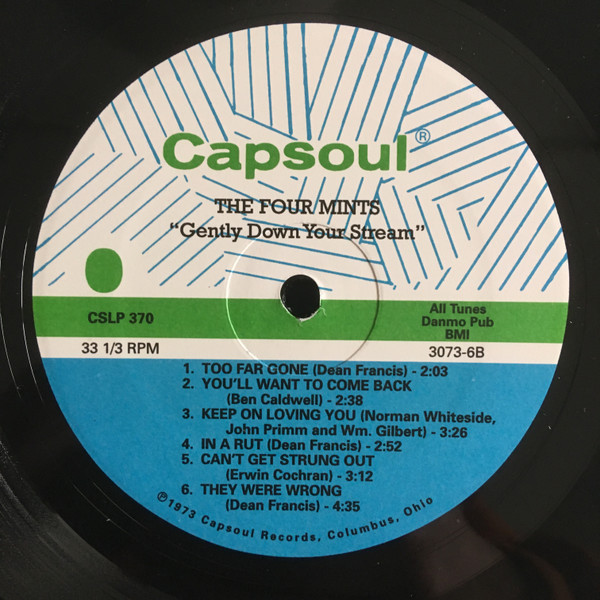 Capsoul®
THE FOUR MINTS
"Gently Down Your Stream"
CSLP 370
All Tunes
Danmo Pub
BMI
33 1/3 RPM
3073-6B
1. TOO FAR GONE (Dean Francis) - 2:03
2. YOU'LL WANT TO COME BACK
(Ben Caldwell) - 2:38
3. KEEP ON LOVING YOU (Norman Whiteside,
John Primm and Wm. Gilbert) - 3:26
4. IN A RUT (Dean Francis) - 2:52
5. CAN'T GET STRUNG OUT
(Erwin Cochran) - 3:12
6. THEY WERE WRONG
(Dean Francis) - 4:35
℗1973 Capsoul Records, Columbus, Ohio